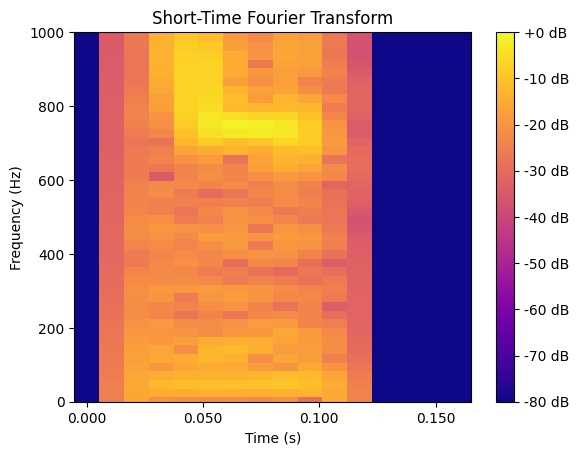 Short-Time Fourier Transform
1000
800
600
400
200
0
Frequency (Hz)
0.000
0.050
0.100
0.150
Time (s)
+0 dB
-10 dB
-20 dB
-30 dB
-40 dB
-50 dB
-60 dB
-70 dB
-80 dB